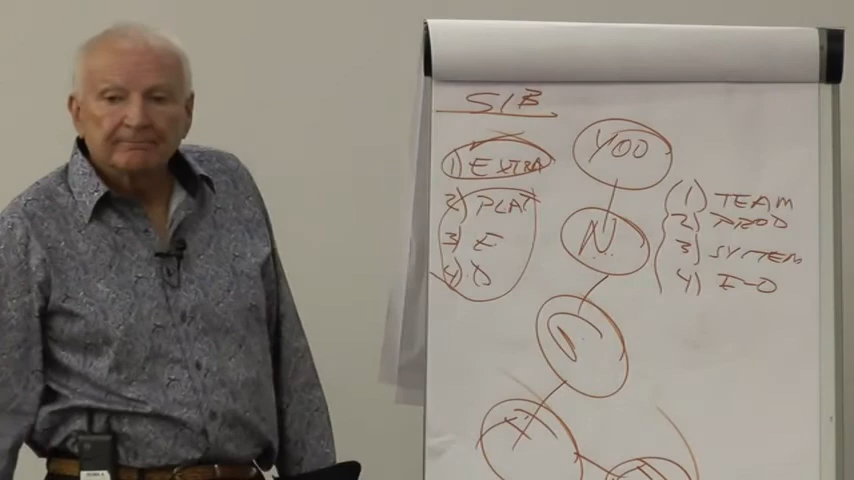 SIB
1) EXTRA
2) PLAT
3) E
4) D
YOU
N
1) TEAM
2) PROD
3) SYSTEM
4) E-D